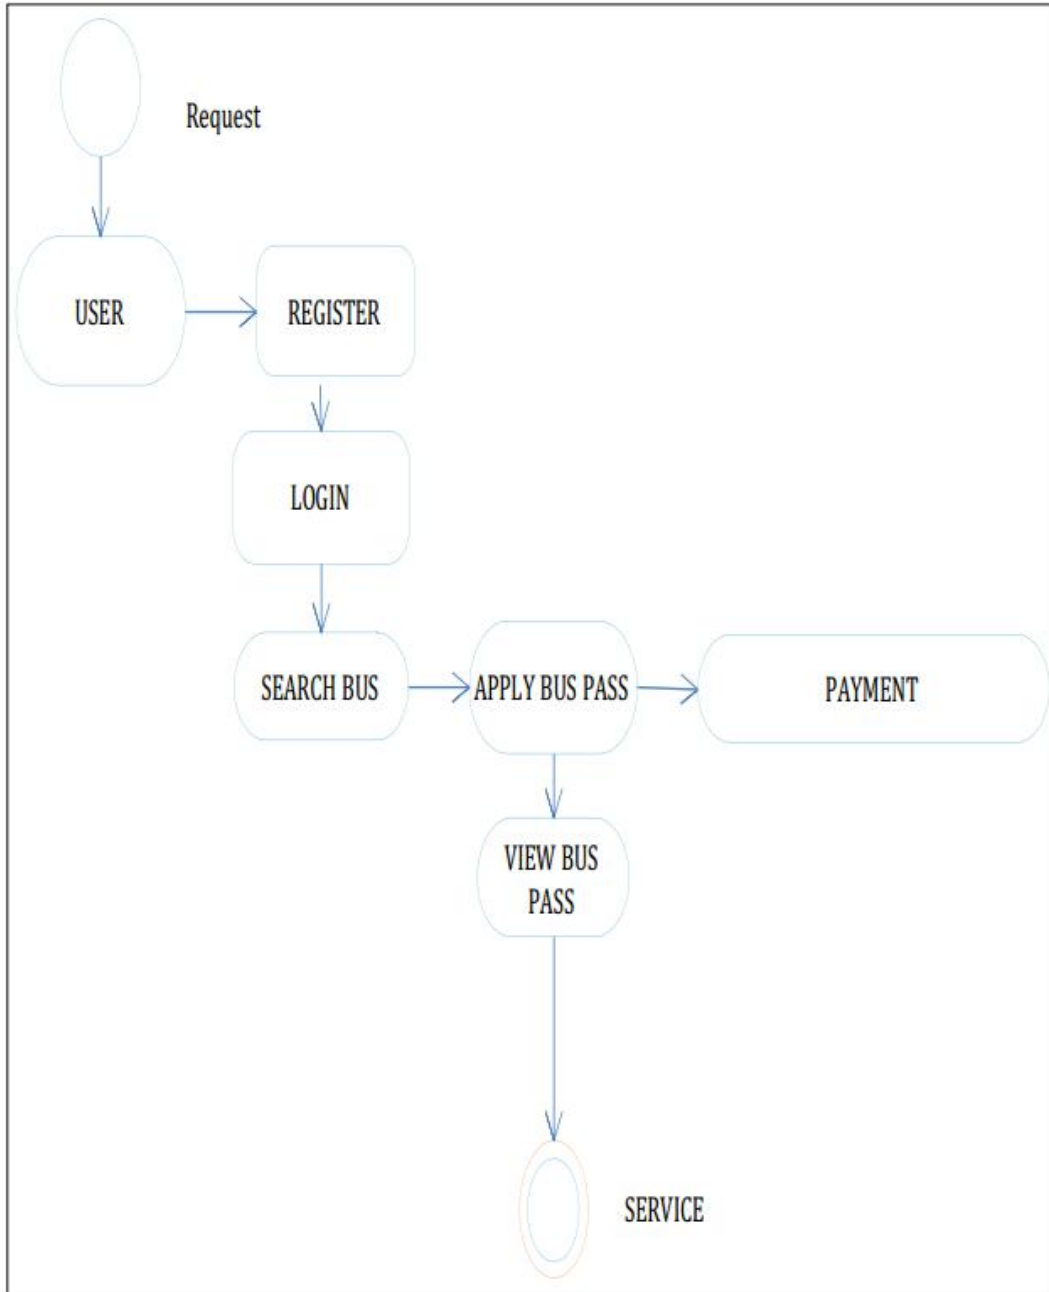 Request
USER
REGISTER
LOGIN
SEARCH BUS
APPLY BUS PASS
PAYMENT
VIEW BUS
PASS
SERVICE